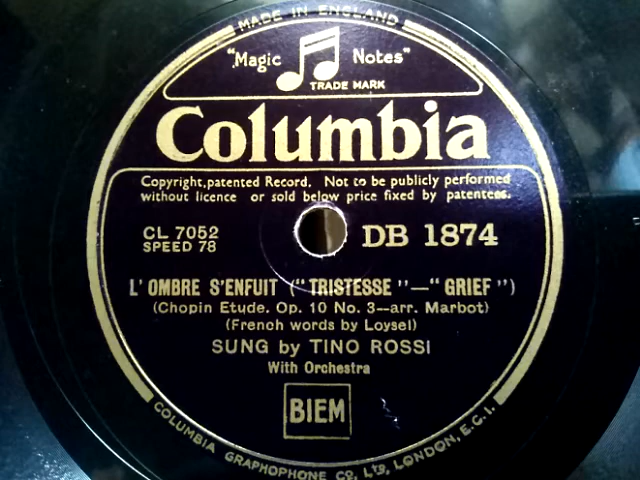 MADE IN ENGLAND
"Magic Notes"
TRADE MARK
Columbia
Copyright, patented Record. Not to be publicly performed
without licence or sold below price fixed by patentees.
CL 7052
SPEED 78
DB 1874
L'OMBRE S'ENFUIT ("TRISTESSE"—"GRIEF")
(Chopin Etude. Op. 10 No. 3--arr. Marbot)
(French words by Loysel)
SUNG by TINO ROSSI
With Orchestra
BIEM
COLUMBIA GRAPHOPHONE CO. LTD, LONDON, E.C.1.